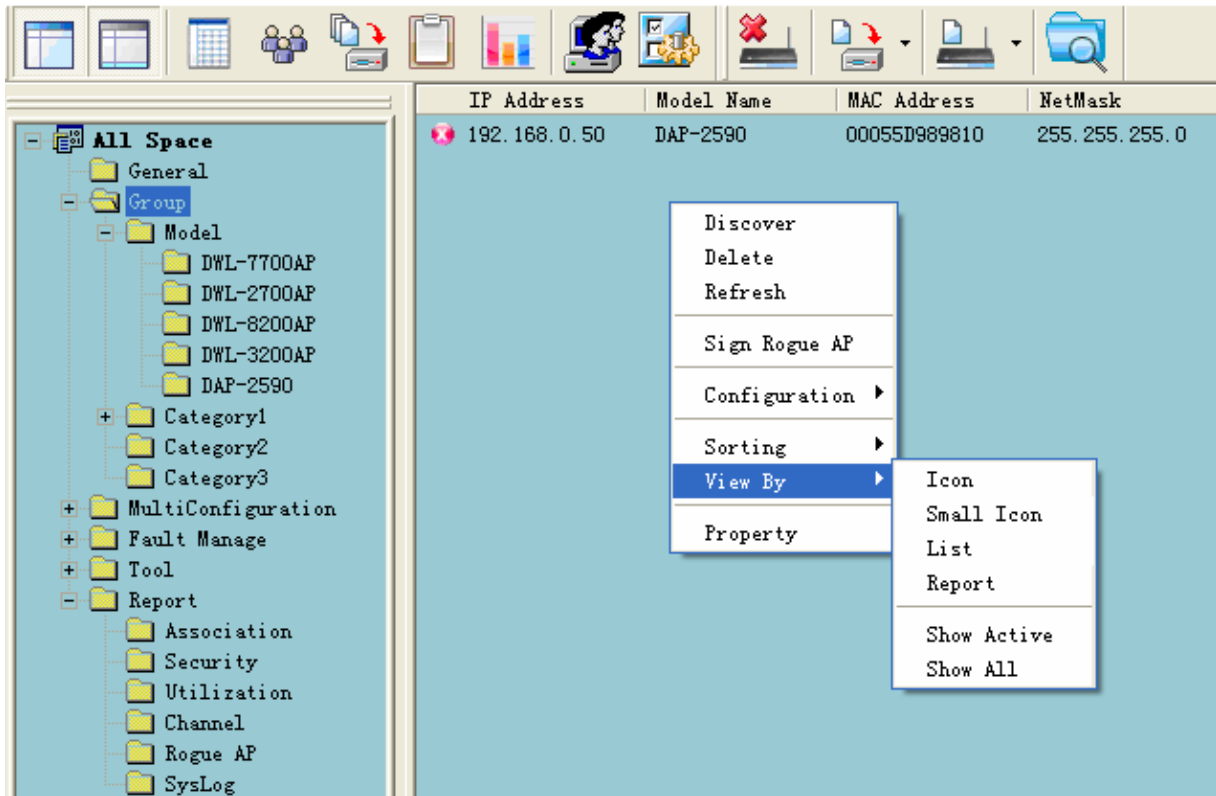 IP Address Model Name MAC Address NetMask
192.168.0.50 DAP-2590 00055D989810 255.255.255.0
All Space
General
Group
Model
DWL-7700AP
DWL-2700AP
DWL-8200AP
DWL-3200AP
DAP-2590
Category1
Category2
Category3
MultiConfiguration
Fault Manage
Tool
Report
Association
Security
Utilization
Channel
Rogue AP
SysLog
Discover
Delete
Refresh
Sign Rogue AP
Configuration
Sorting
View By
Property
Icon
Small Icon
List
Report
Show Active
Show All